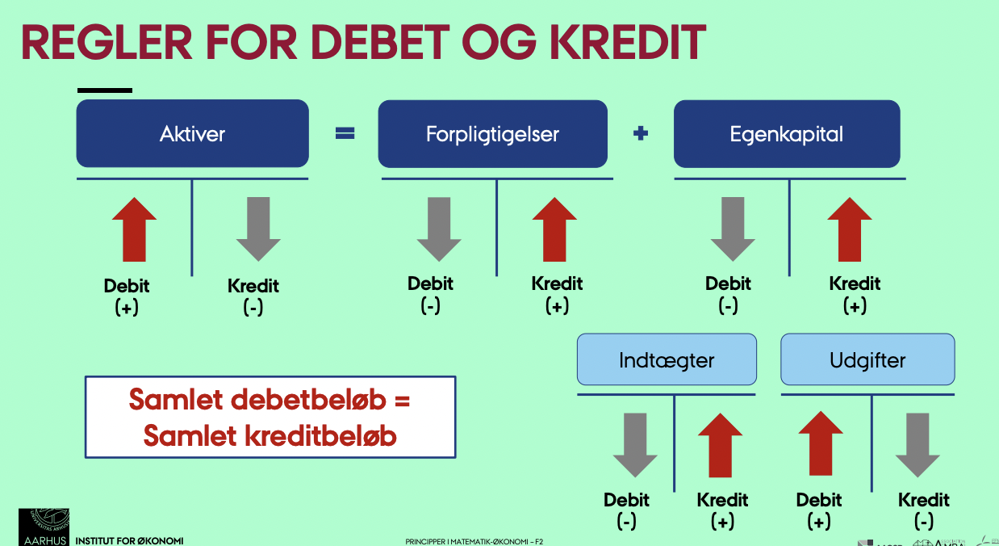 REGLER FOR DEBET OG KREDIT
Aktiver = Forpligtigelser + Egenkapital
Debit Kredit Debit Kredit Debit Kredit
(+) (-) (-) (+) (-) (+)
Indtægter Udgifter
Samlet debetbeløb =
Samlet kreditbeløb
Debit Kredit Debit Kredit
(-) (+) (+) (-)
AARHUS INSTITUT FOR ØKONOMI
PRINCIPPER I MATEMATIK-ØKONOMI – F2